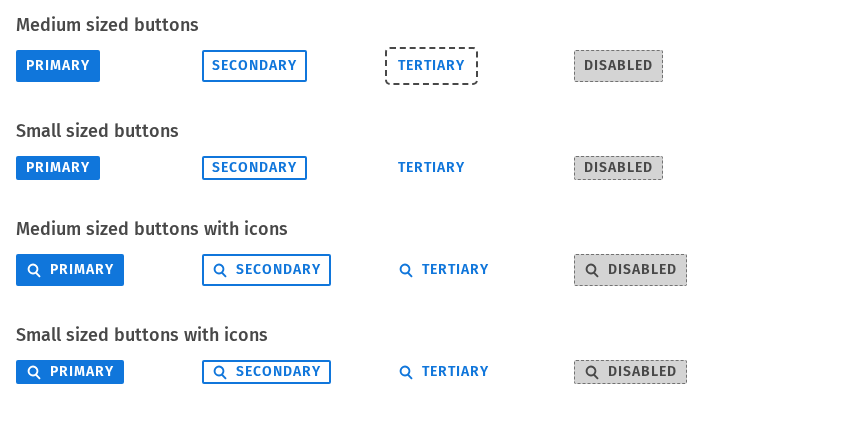 Medium sized buttons
PRIMARY SECONDARY TERTIARY DISABLED
Small sized buttons
PRIMARY SECONDARY TERTIARY DISABLED
Medium sized buttons with icons
PRIMARY SECONDARY TERTIARY DISABLED
Small sized buttons with icons
PRIMARY SECONDARY TERTIARY DISABLED